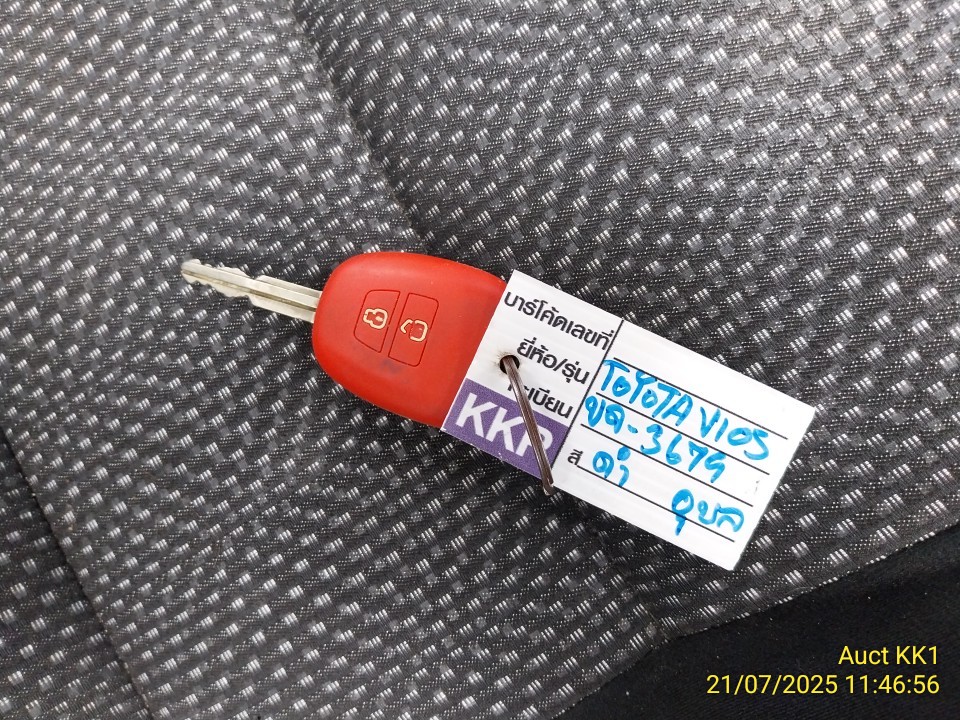 บาร์โค้ดเลขที่
ยี่ห้อ/รุ่น TOYOTA VIOS
ทะเบียน ขด-3679
KKP
สี ดำ อุบล
Auct KK1
21/07/2025 11:46:56